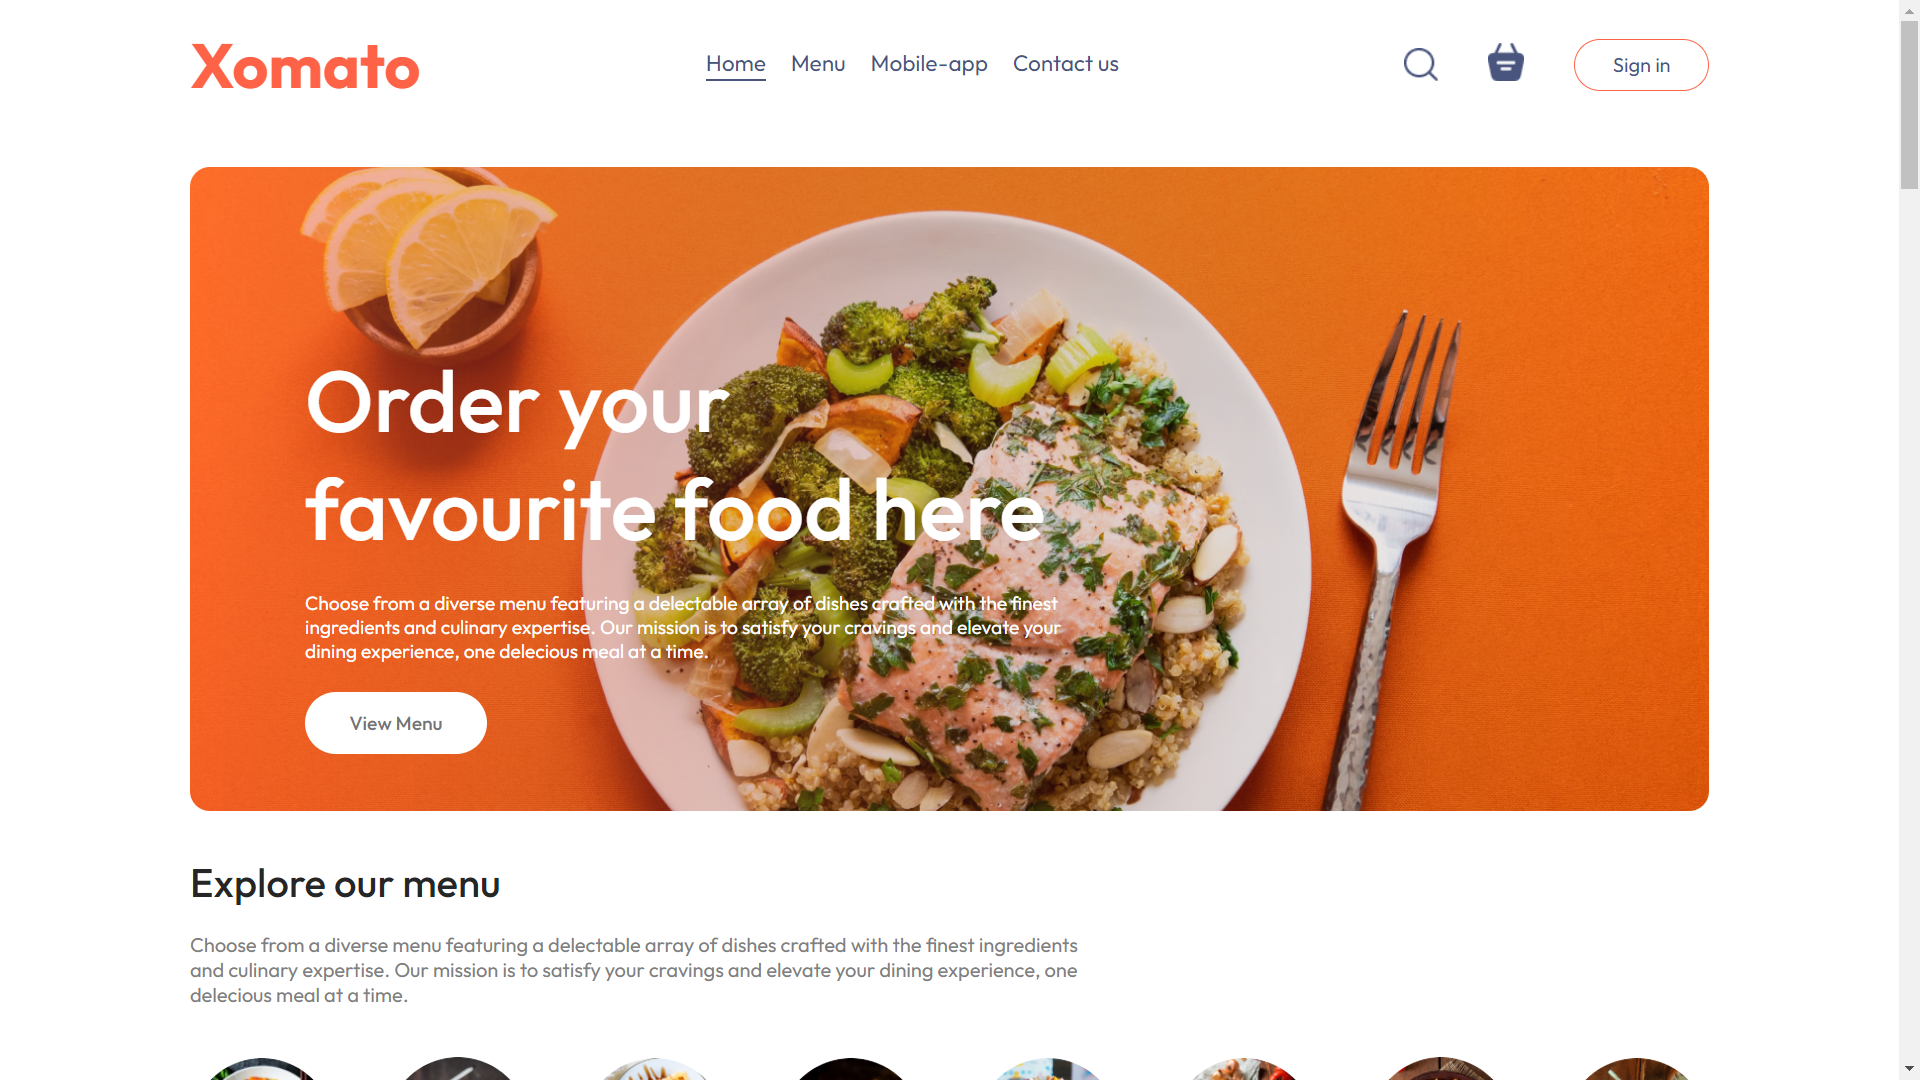 Xomato
Home Menu Mobile-app Contact us
Sign in
Order your
favourite food here
Choose from a diverse menu featuring a delectable array of dishes crafted with the finest
ingredients and culinary expertise. Our mission is to satisfy your cravings and elevate your
dining experience, one delecious meal at a time.
View Menu
Explore our menu
Choose from a diverse menu featuring a delectable array of dishes crafted with the finest ingredients
and culinary expertise. Our mission is to satisfy your cravings and elevate your dining experience, one
delecious meal at a time.